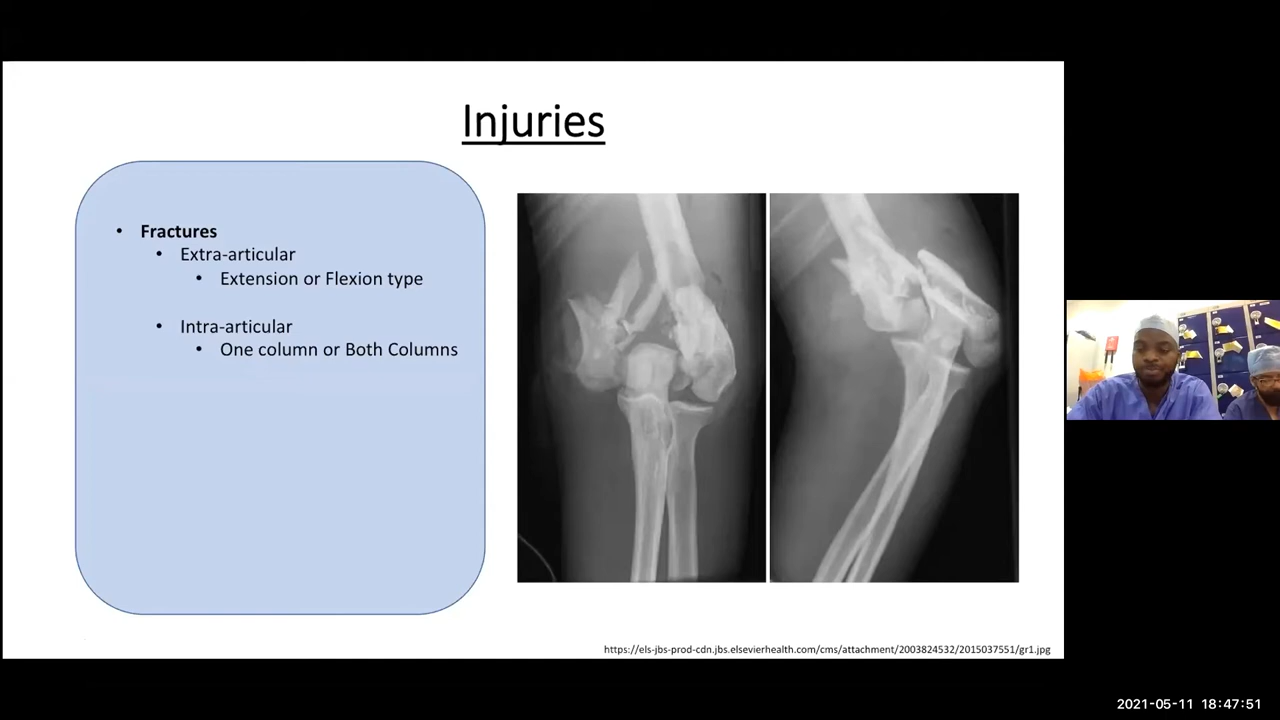 Injuries
Fractures
Extra-articular
Extension or Flexion type
Intra-articular
One column or Both Columns
https://els-jbs-prod-cdn.jbs.elsevierhealth.com/cms/attachment/2003824532/2015037551/gr1.jpg
2021-05-11 18:47:51